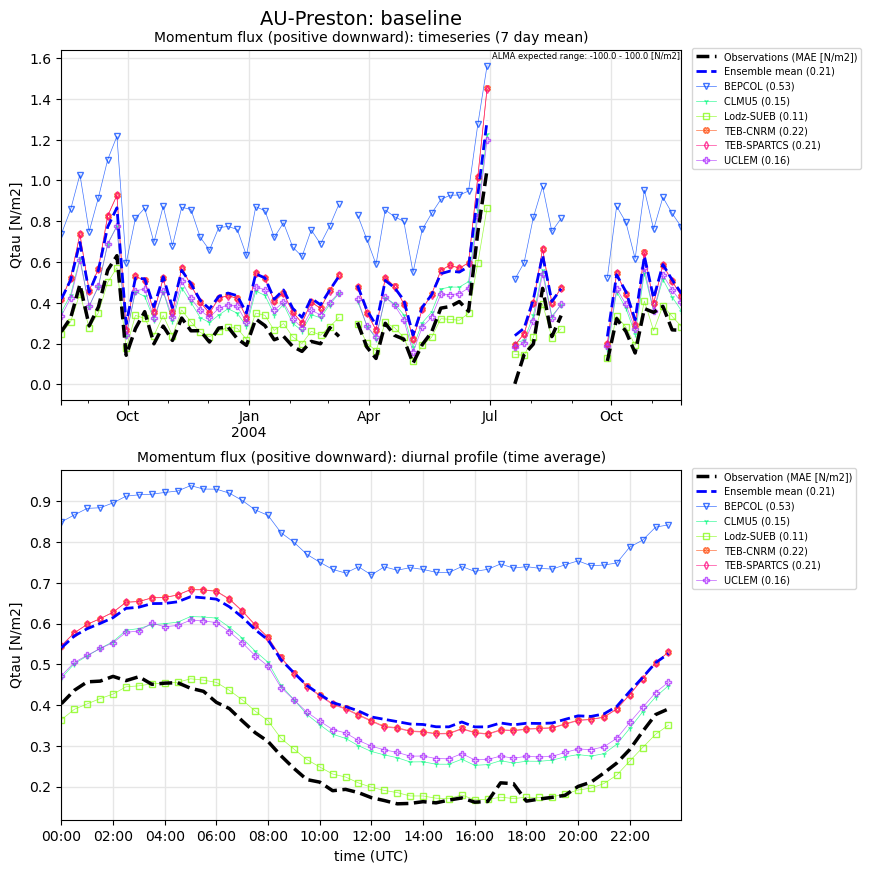 AU-Preston: baseline
Momentum flux (positive downward): timeseries (7 day mean)
ALMA expected range: -100.0 - 100.0 [N/m2]
Qtau [N/m2]
1.6
1.4
1.2
1.0
0.8
0.6
0.4
0.2
0.0
Oct
Jan
2004
Apr
Jul
Oct
Observations (MAE [N/m2])
Ensemble mean (0.21)
BEPCOL (0.53)
CLMU5 (0.15)
Lodz-SUEB (0.11)
TEB-CNRM (0.22)
TEB-SPARTCS (0.21)
UCLEM (0.16)
Momentum flux (positive downward): diurnal profile (time average)
Qtau [N/m2]
0.9
0.8
0.7
0.6
0.5
0.4
0.3
0.2
00:00
02:00
04:00
06:00
08:00
10:00
12:00
14:00
16:00
18:00
20:00
22:00
time (UTC)
Observation (MAE [N/m2])
Ensemble mean (0.21)
BEPCOL (0.53)
CLMU5 (0.15)
Lodz-SUEB (0.11)
TEB-CNRM (0.22)
TEB-SPARTCS (0.21)
UCLEM (0.16)